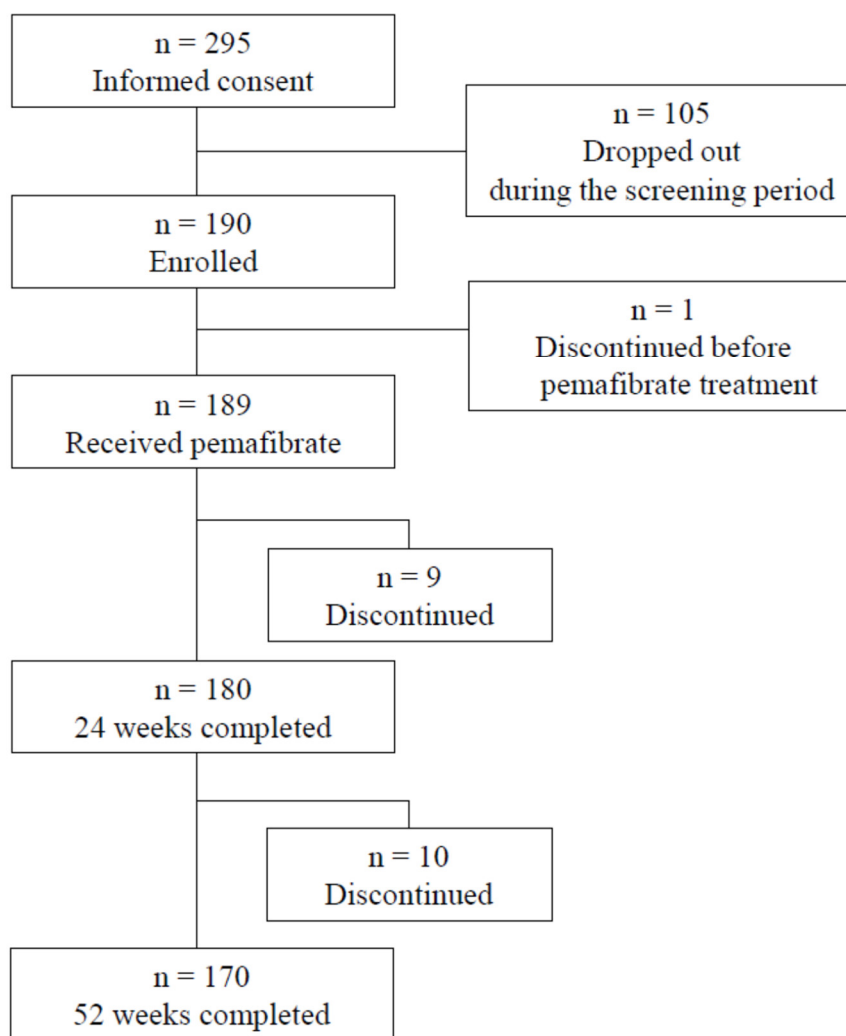 n = 295
Informed consent
n = 105
Dropped out
during the screening period
n = 190
Enrolled
n = 1
Discontinued before
pemafibrate treatment
n = 189
Received pemafibrate
n = 9
Discontinued
n = 180
24 weeks completed
n = 10
Discontinued
n = 170
52 weeks completed